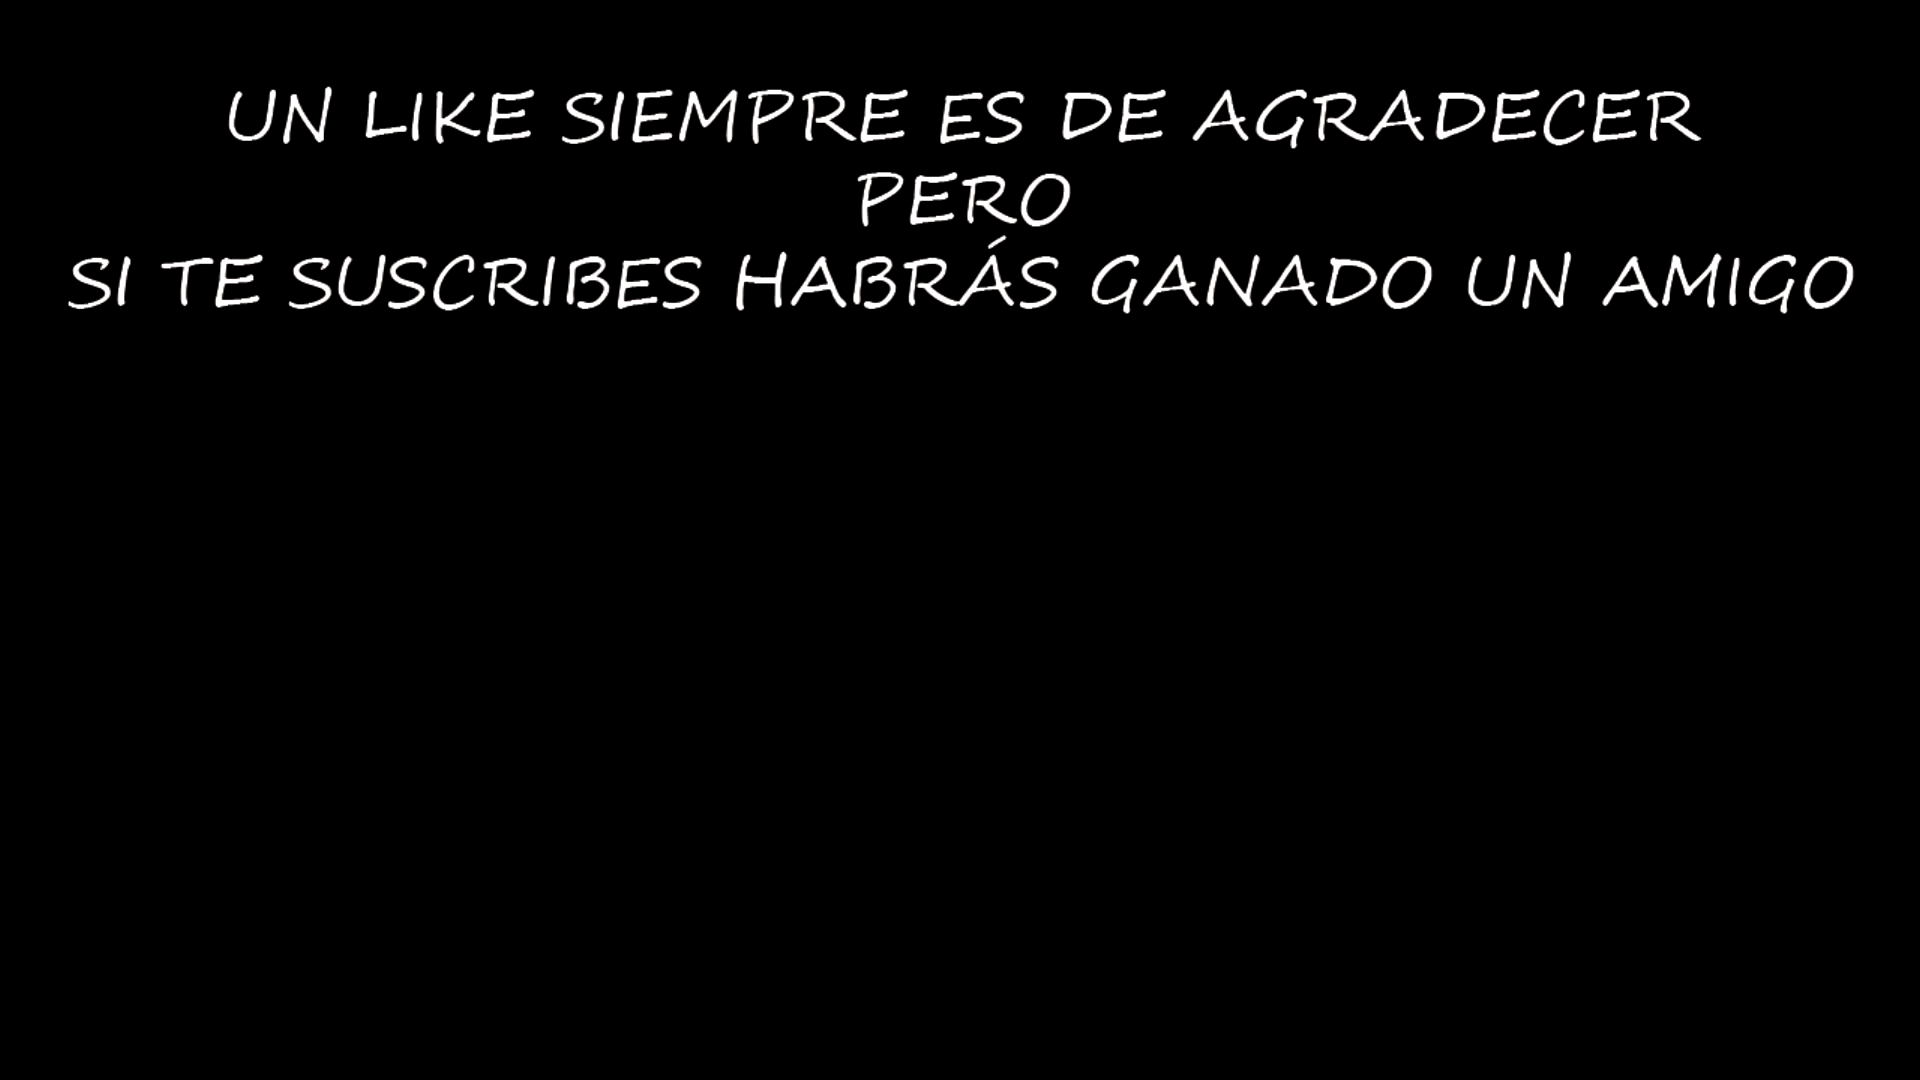 UN LIKE SIEMPRE ES DE AGRADECER
PERO
SI TE SUSCRIBES HABRÁS GANADO UN AMIGO